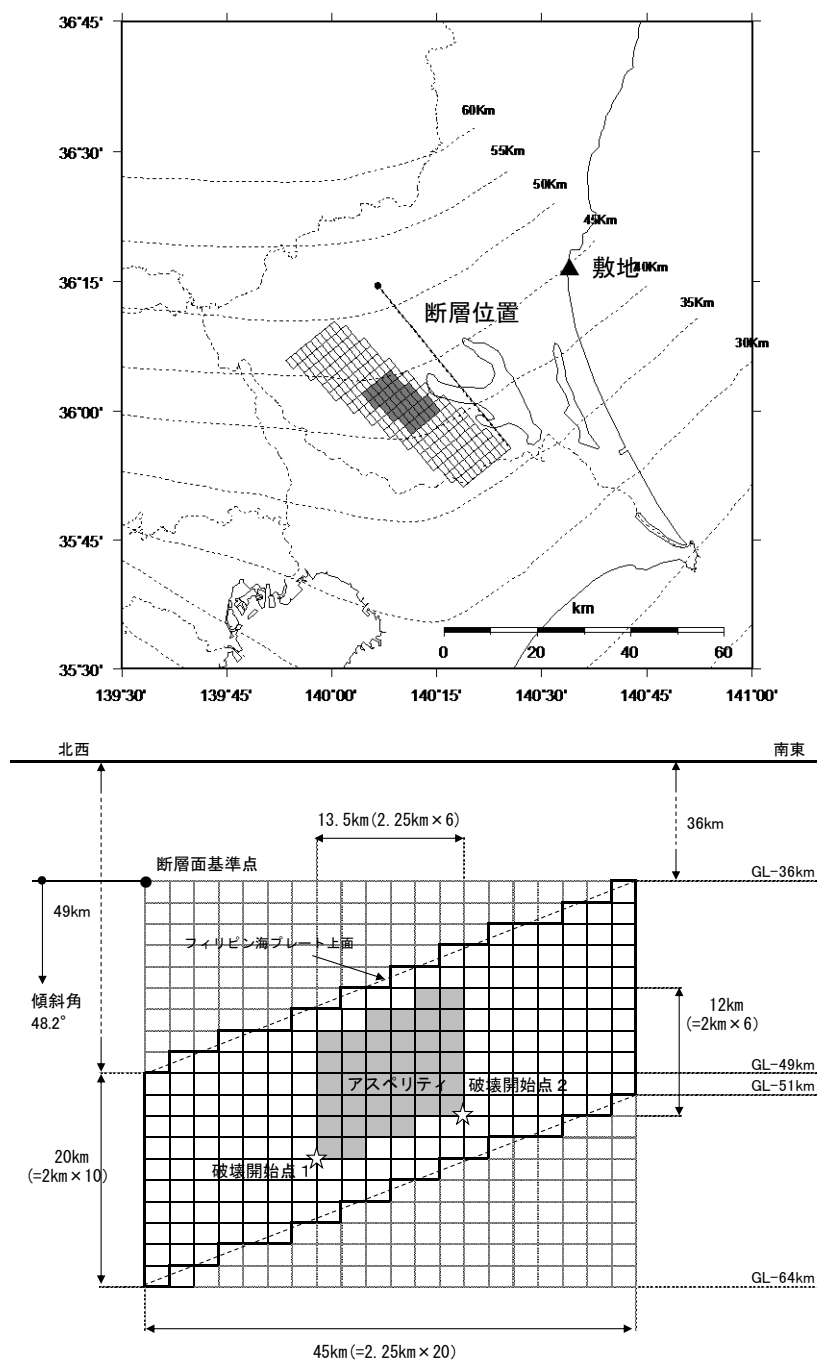 36°45'
36°30'
36°15'
36°00'
35°45'
35°30'
139°30'
139°45'
140°00'
140°15'
140°30'
140°45'
141°00'
60Km
55Km
50Km
45Km
40Km
35Km
30Km
敷地
断層位置
km
0
20
40
60
北西
南東
13.5km(2.25km×6)
36km
断層面基準点
GL-36km
49km
フィリピン海プレート上面
傾斜角
48.2°
12km
(=2km×6)
GL-49km
アスペリティ
破壊開始点2
GL-51km
20km
(=2km×10)
破壊開始点1
GL-64km
45km(=2.25km×20)